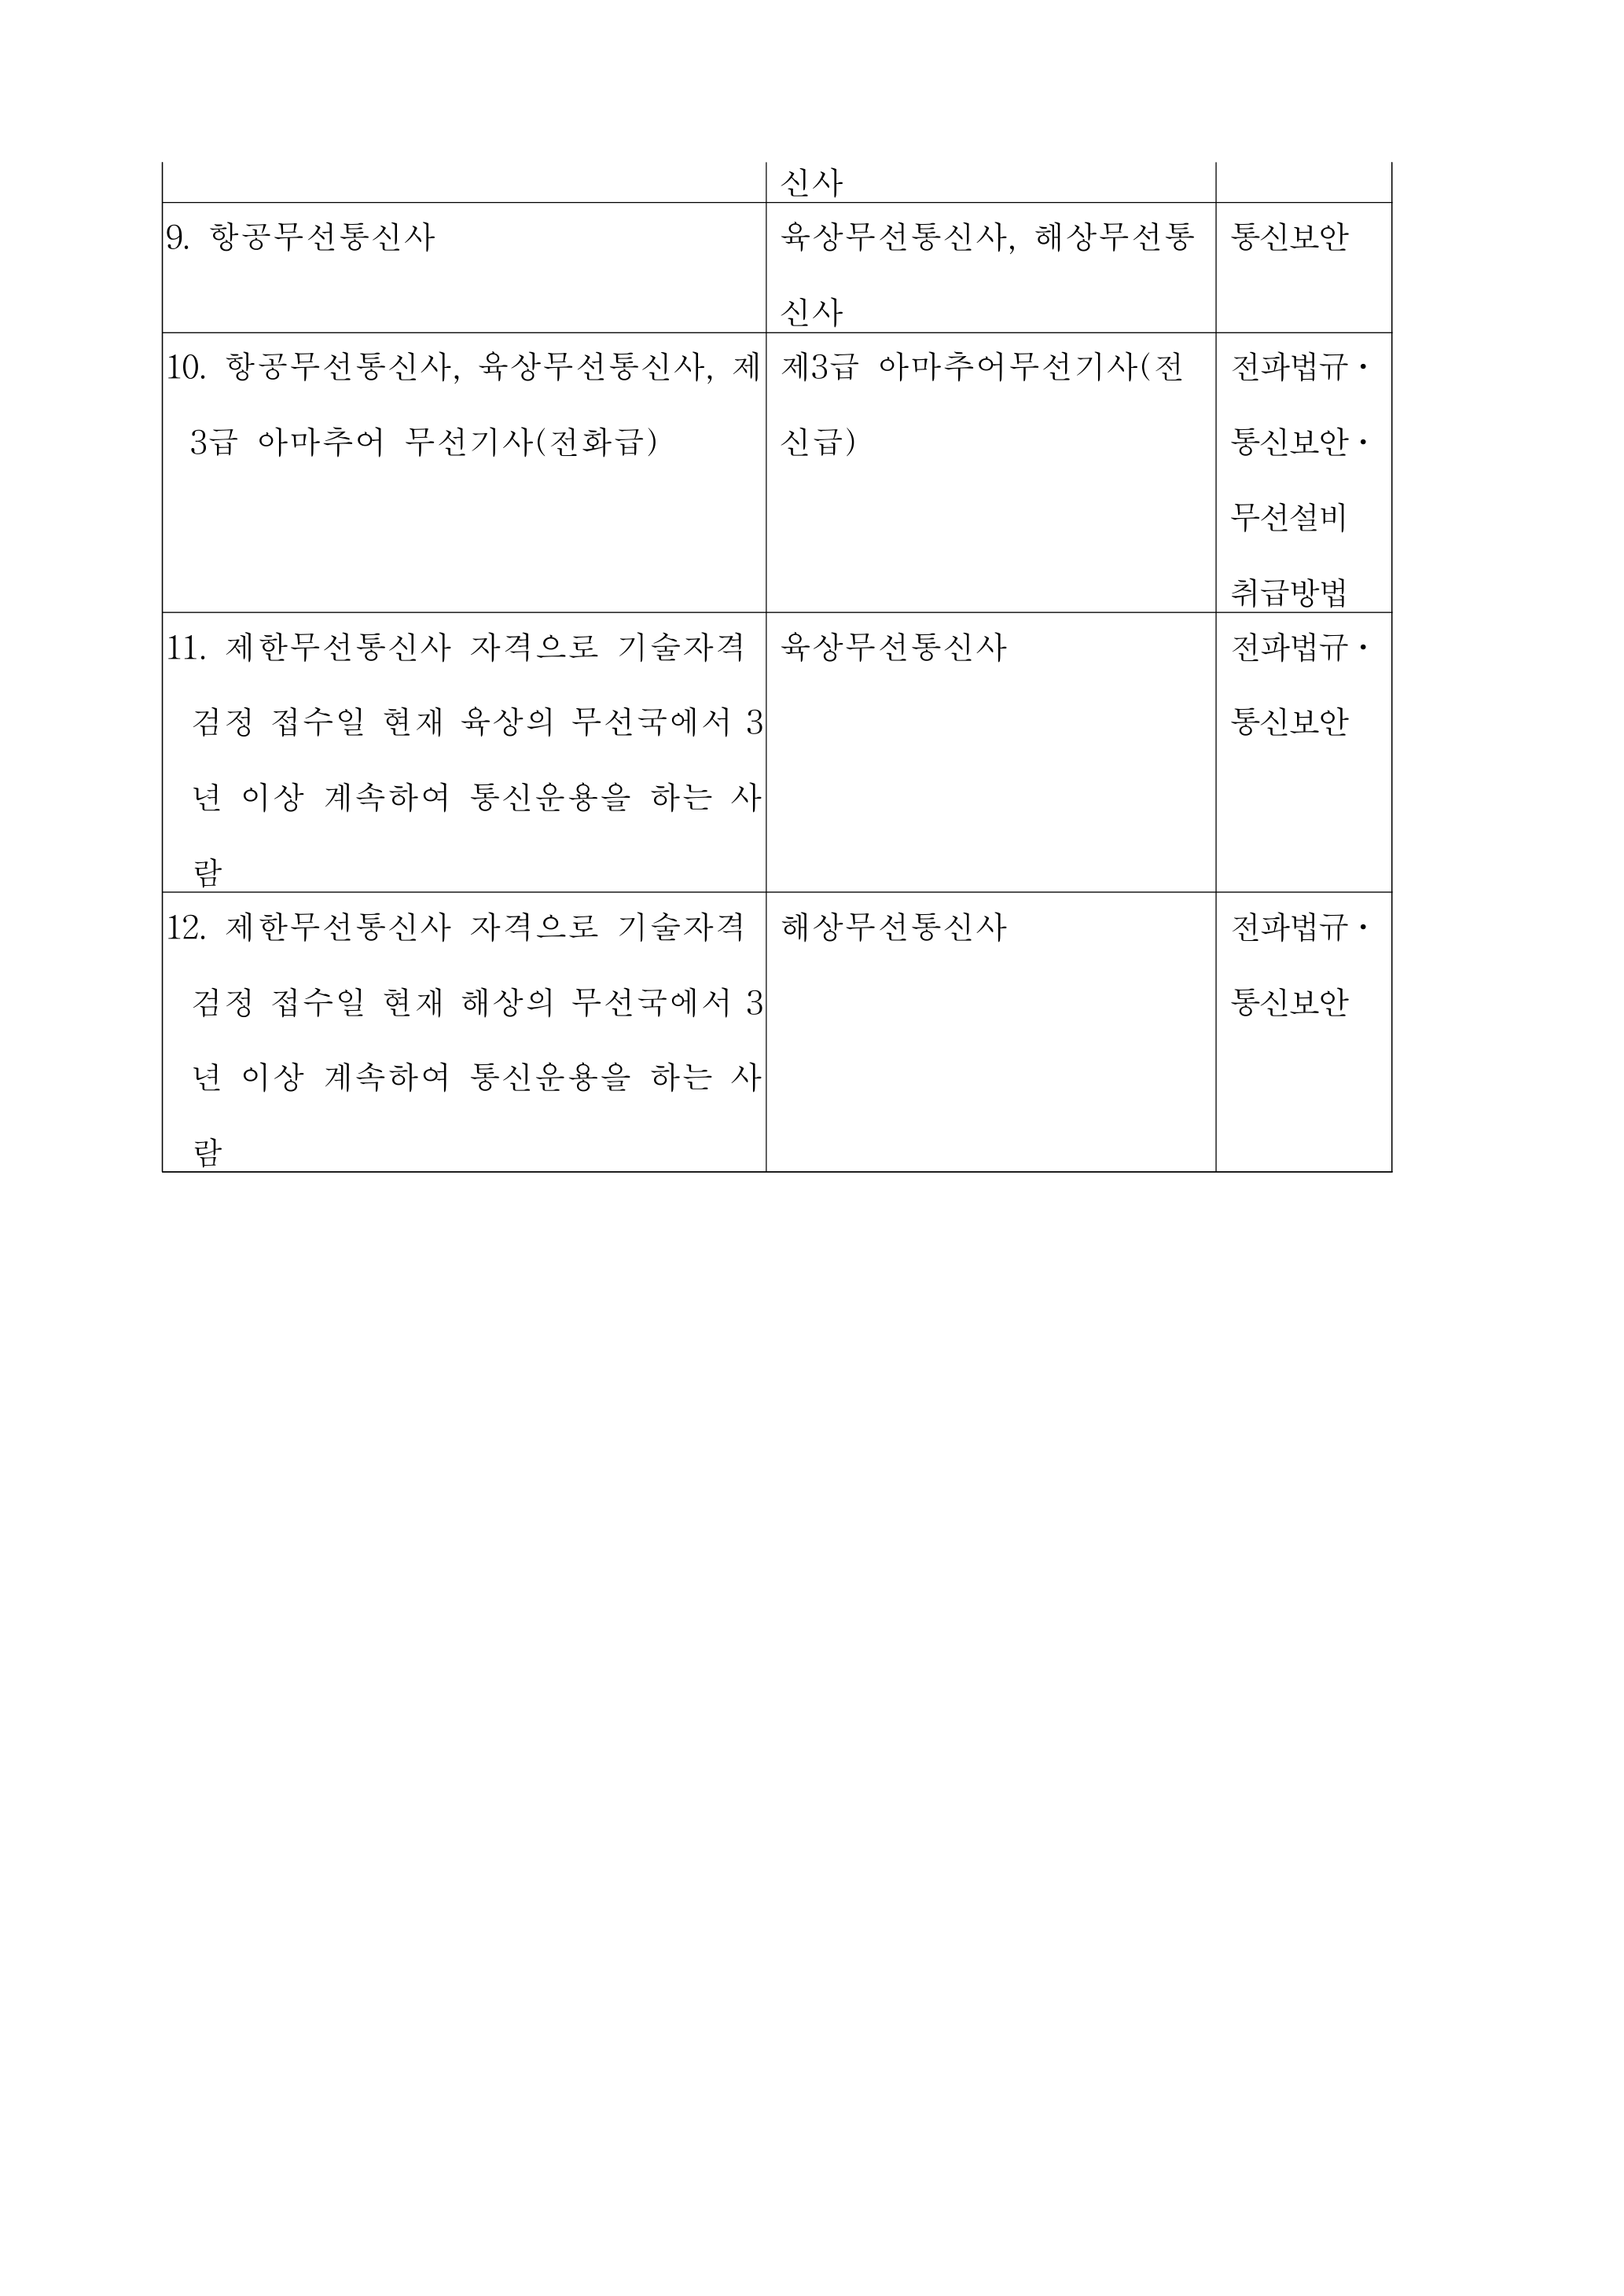 신사
9. 항공무선통신사
육상무선통신사, 해상무선통
신사
통신보안
10. 항공무선통신사, 육상무선통신사, 제
3급 아마추어 무선기사(전화급)
제3급 아마추어무선기사(전
신급)
전파법규·
통신보안·
무선설비
취급방법
11. 제한무선통신사 자격으로 기술자격
검정 접수일 현재 육상의 무선국에서 3
년 이상 계속하여 통신운용을 하는 사
람
육상무선통신사
전파법규·
통신보안
12. 제한무선통신사 자격으로 기술자격
검정 접수일 현재 해상의 무선국에서 3
년 이상 계속하여 통신운용을 하는 사
람
해상무선통신사
전파법규·
통신보안